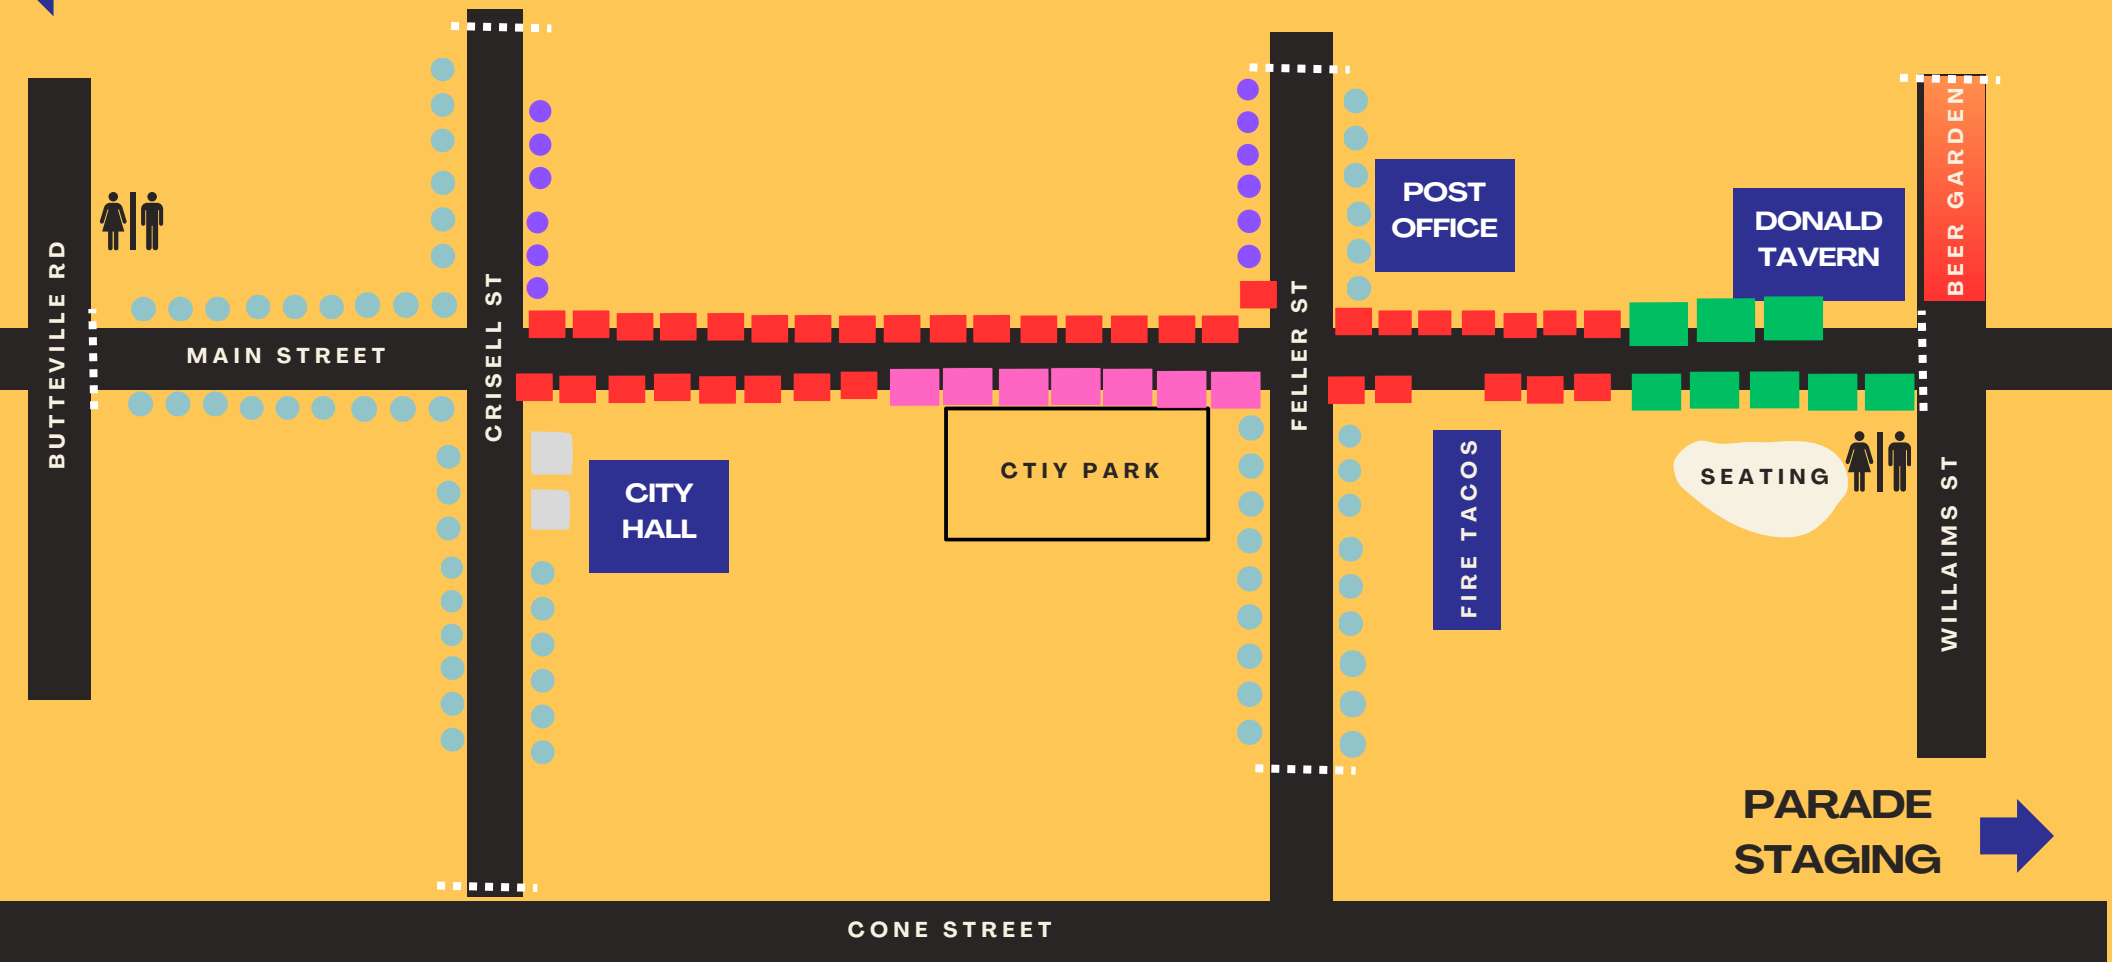 BUTTEVILLE RD
MAIN STREET
CRISELL ST
CITY
HALL
CTIY PARK
FELLER ST
POST
OFFICE
FIRE TACOS
DONALD
TAVERN
BEER GARDEN
SEATING
WILLAIMS ST
PARADE
STAGING
CONE STREET